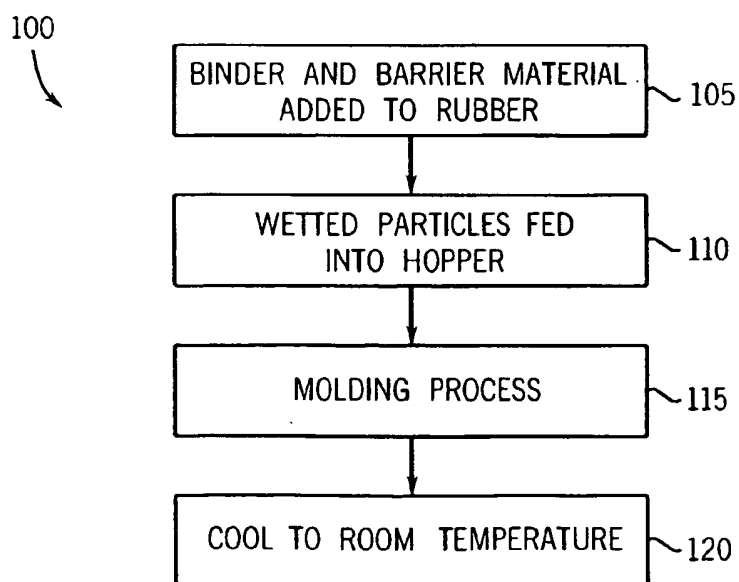 100
BINDER AND BARRIER MATERIAL
ADDED TO RUBBER
105
WETTED PARTICLES FED
INTO HOPPER
110
MOLDING PROCESS
115
COOL TO ROOM TEMPERATURE
120